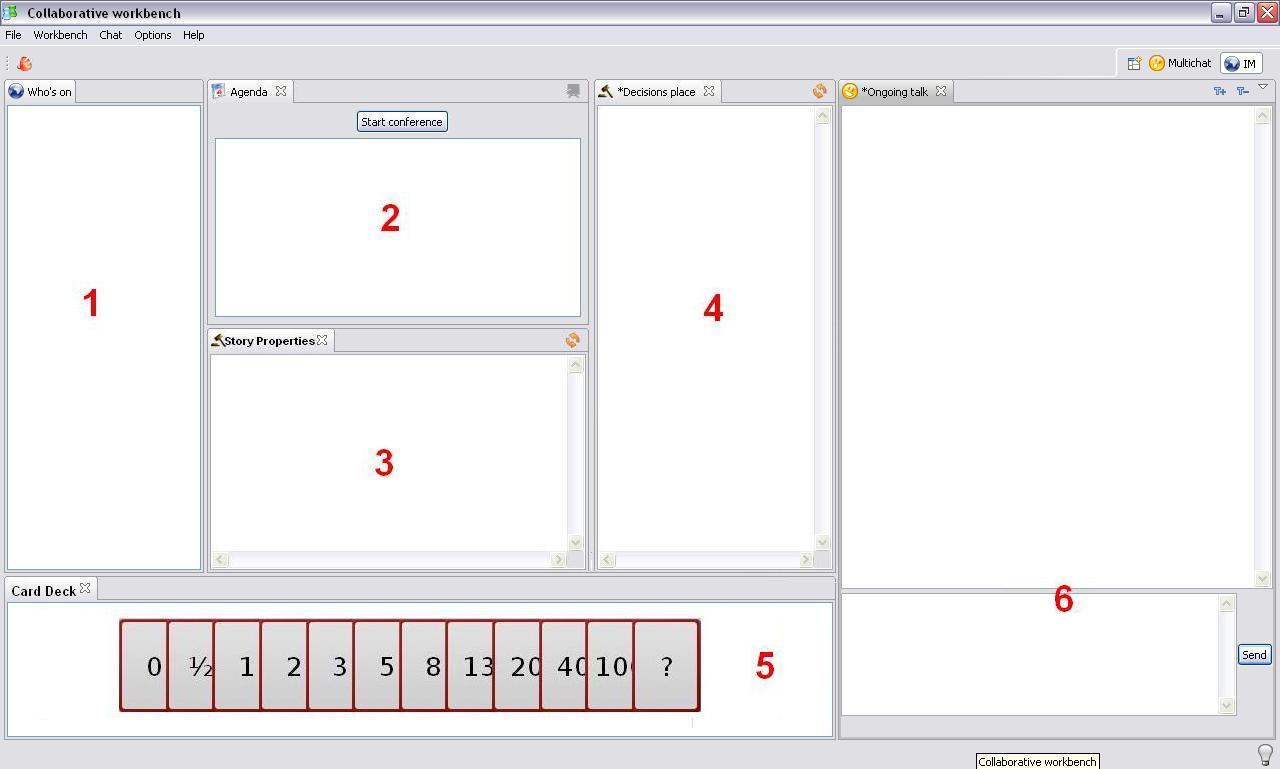 Collaborative workbench
File Workbench Chat Options Help
Multichat IM
Who's on
Agenda
*Decisions place
*Ongoing talk
Start conference
2
1
4
Story Properties
3
6
Card Deck
0 ½ 1 2 3 5 8 13 20 40 100 ?
5
Send
Collaborative workbench